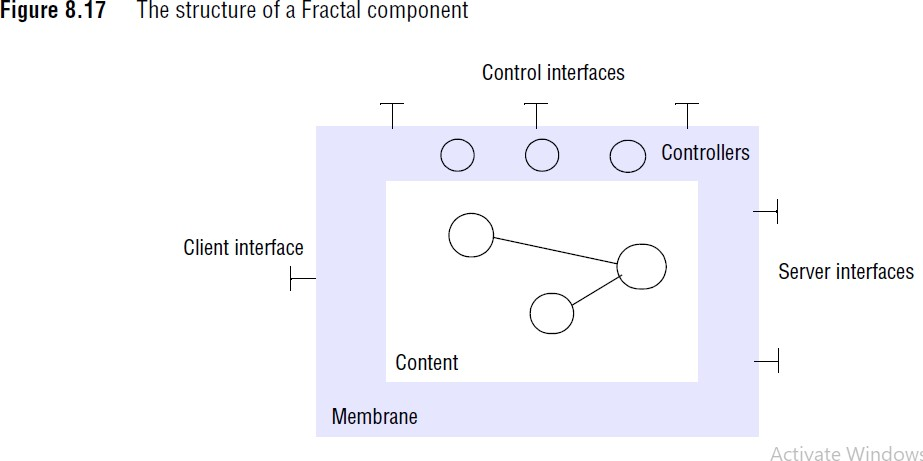 Figure 8.17 The structure of a Fractal component
Control interfaces
Controllers
Client interface
Server interfaces
Content
Membrane
Activate Windows